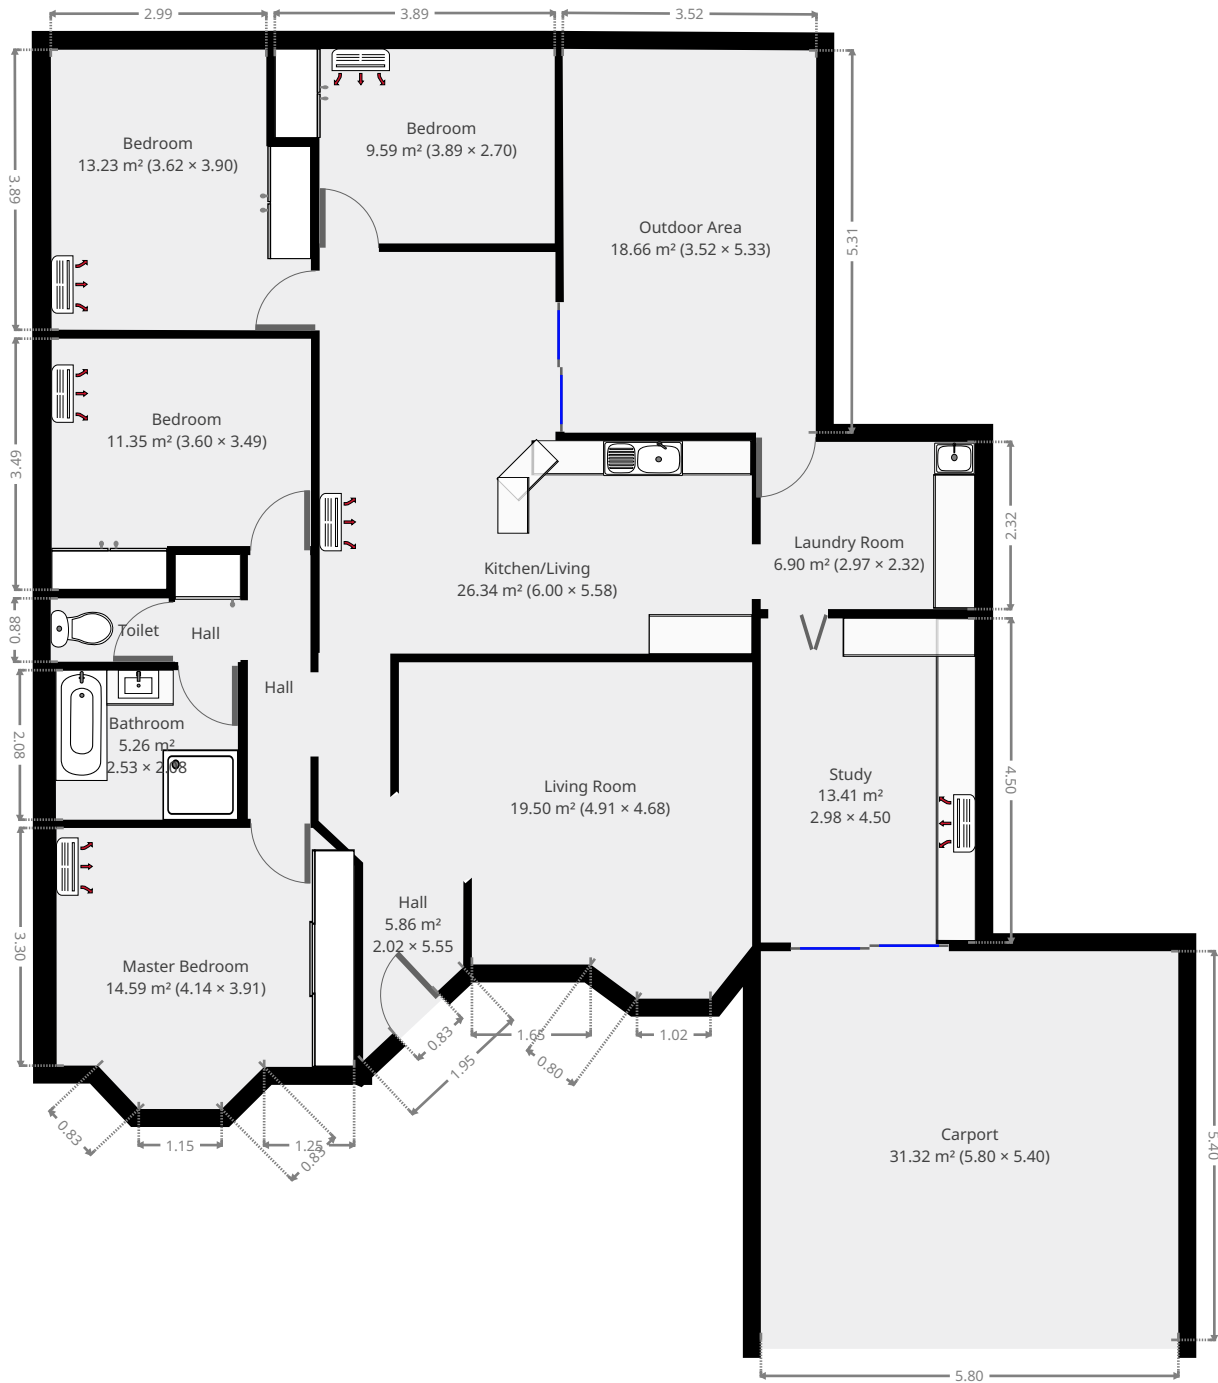 2.99
3.89
3.52
3.89
5.31
Bedroom
13.23 m² (3.62 × 3.90)
Bedroom
9.59 m² (3.89 × 2.70)
Outdoor Area
18.66 m² (3.52 × 5.33)
3.49
Bedroom
11.35 m² (3.60 × 3.49)
2.32
Kitchen/Living
26.34 m² (6.00 × 5.58)
Laundry Room
6.90 m² (2.97 × 2.32)
0.88
Toilet
Hall
Hall
2.08
Bathroom
5.26 m²
2.53 × 2.08
Living Room
19.50 m² (4.91 × 4.68)
Study
13.41 m²
2.98 × 4.50
4.50
3.30
Master Bedroom
14.59 m² (4.14 × 3.91)
Hall
5.86 m²
2.02 × 5.55
0.83
1.95
1.65
0.80
1.02
0.83
1.15
1.25
0.83
Carport
31.32 m² (5.80 × 5.40)
5.40
5.80